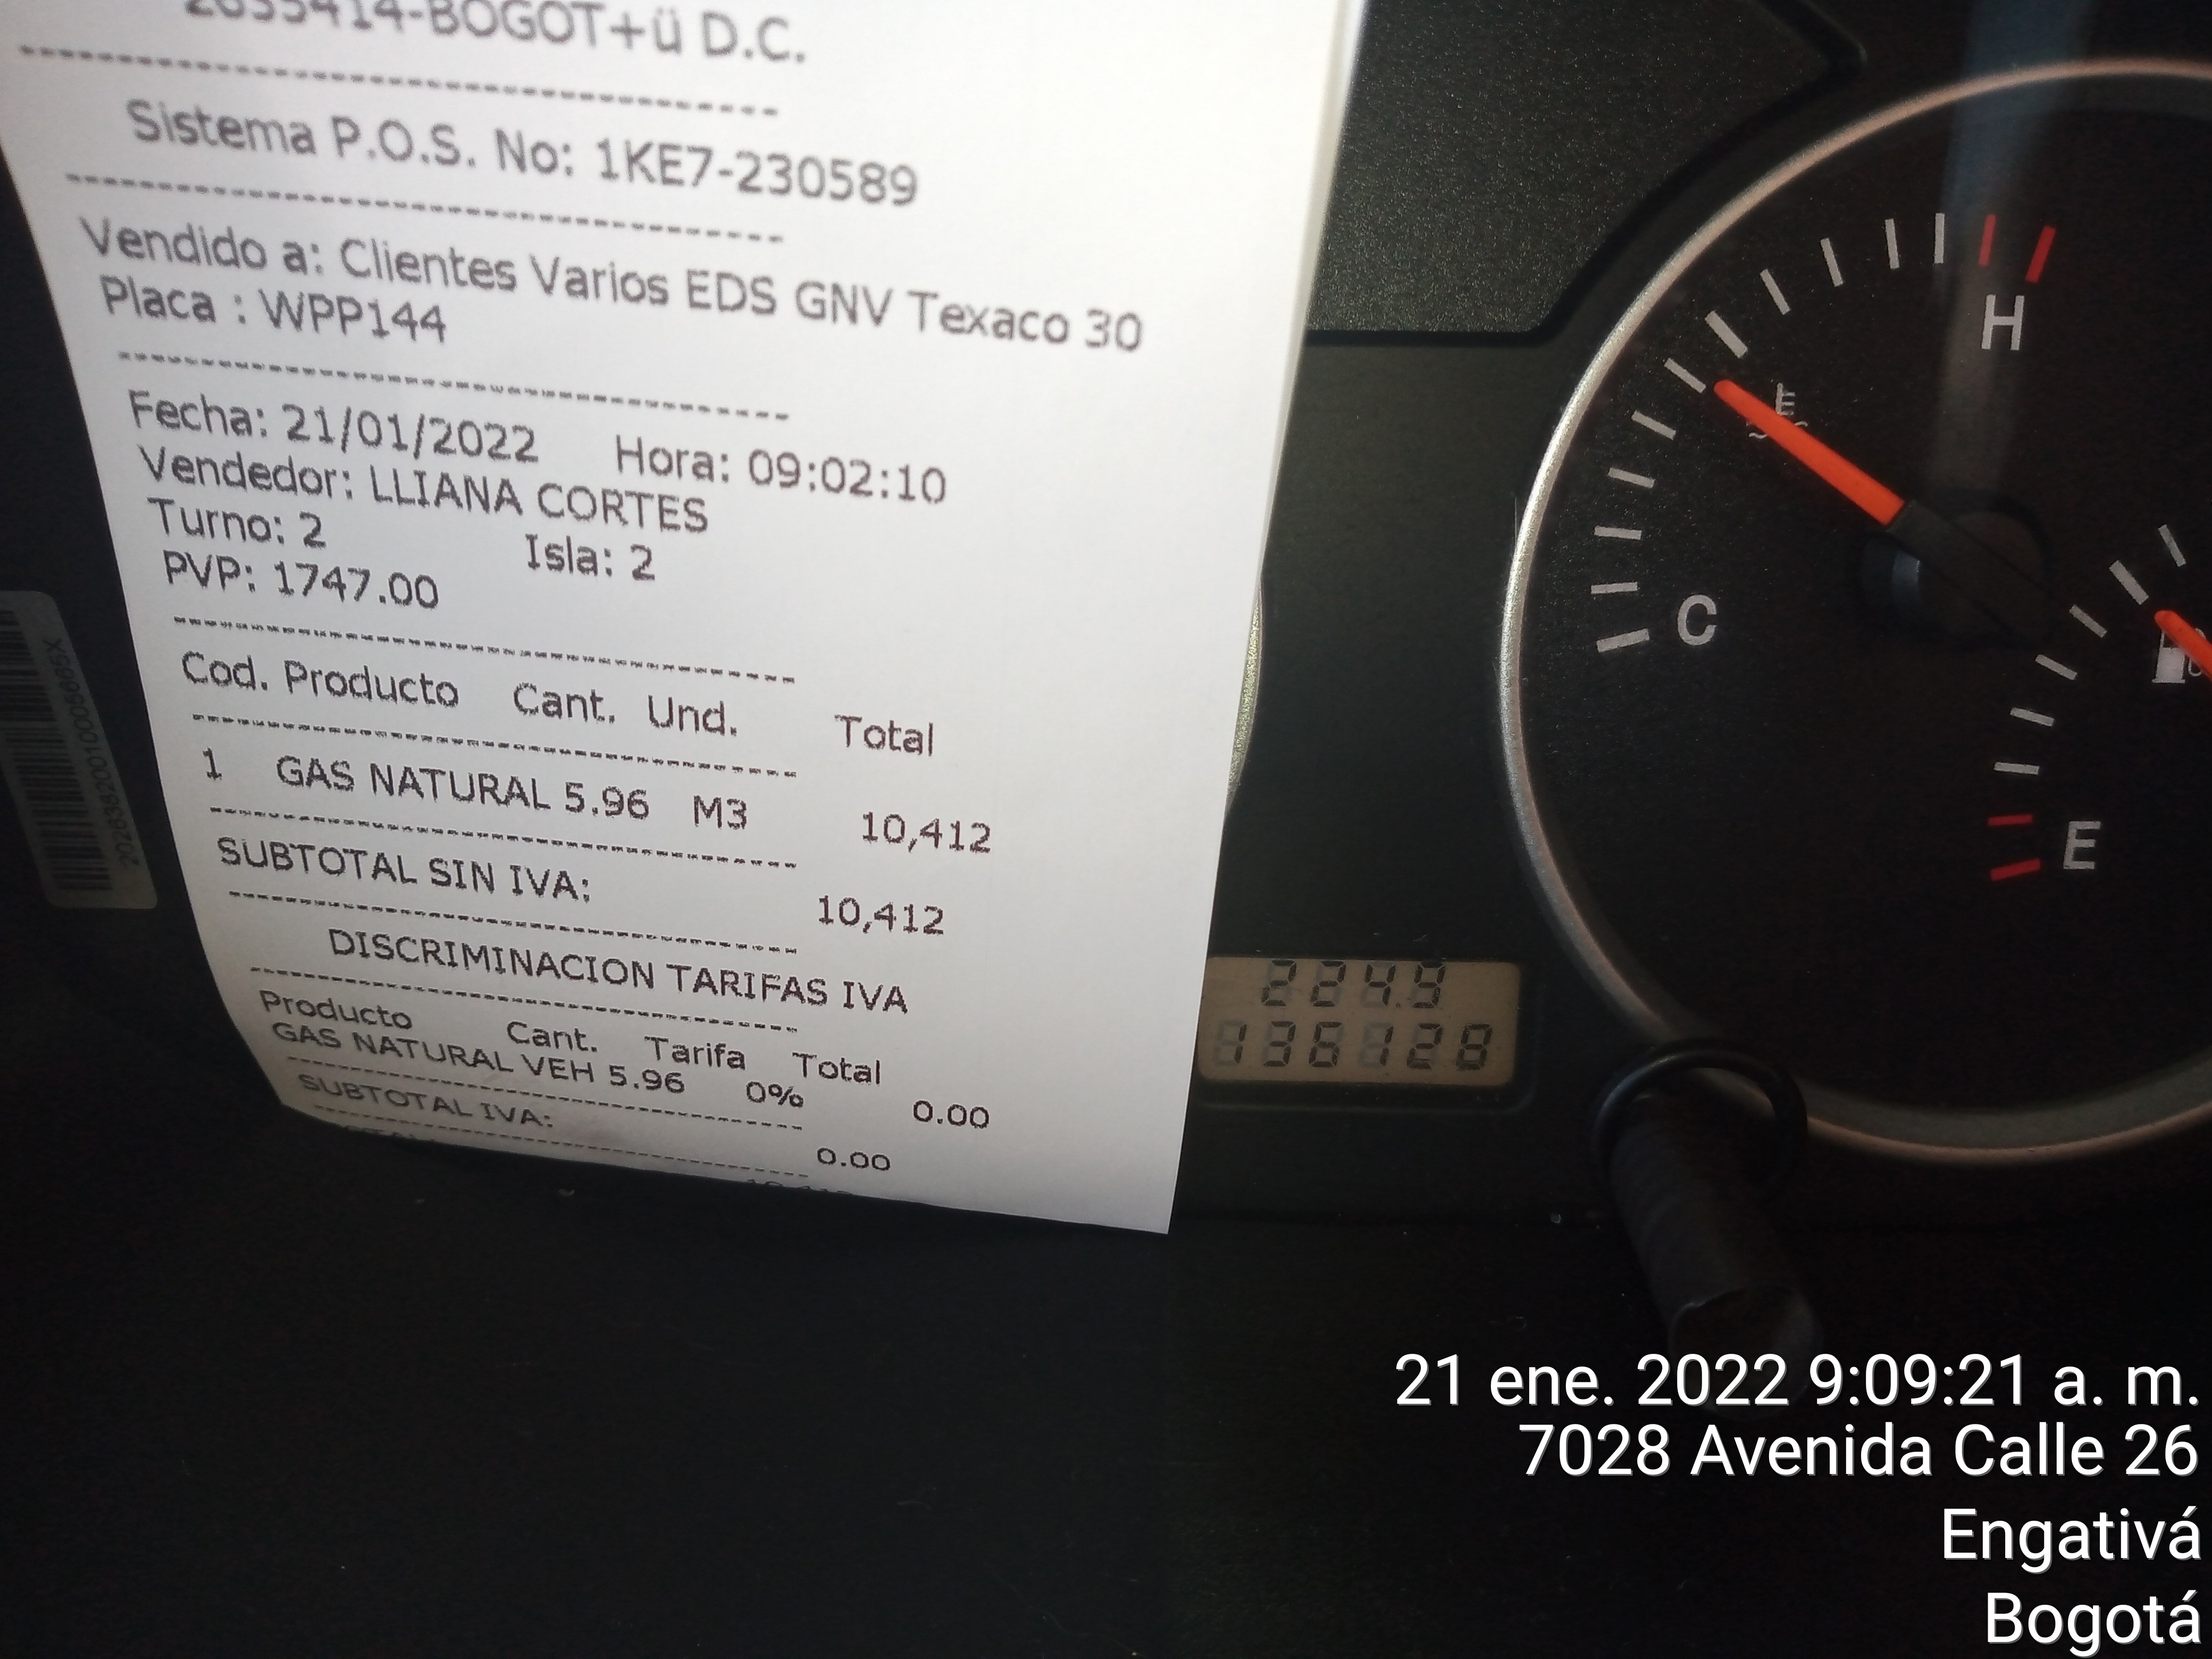 2635414-BOGOT+ü D.C.
Sistema P.O.S. No: 1KE7-230589
Vendido a: Clientes Varios EDS GNV Texaco 30
Placa : WPP144
Fecha: 21/01/2022 Hora: 09:02:10
Vendedor: LLIANA CORTES
Turno: 2 Isla: 2
PVP: 1747.00
Cod. Producto Cant. Und. Total
1 GAS NATURAL 5.96 M3 10,412
SUBTOTAL SIN IVA: 10,412
DISCRIMINACION TARIFAS IVA
Producto Cant. Tarifa Total
GAS NATURAL VEH 5.96 0% 0.00
SUBTOTAL IVA: 0.00
H
C
E
136128
21 ene. 2022 9:09:21 a. m.
7028 Avenida Calle 26
Engativá
Bogotá